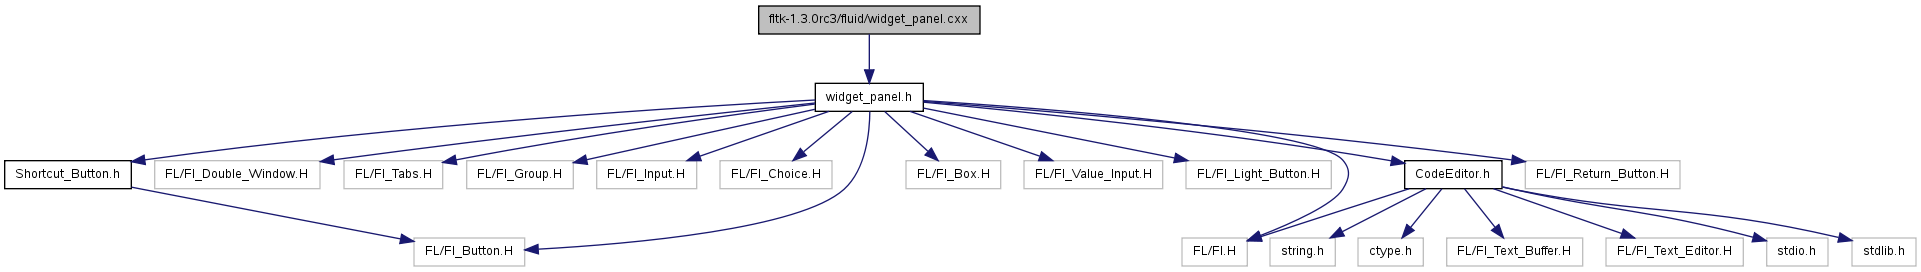 fltk-1.3.0rc3/fluid/widget_panel.cxx
widget_panel.h
Shortcut_Button.h
FL/Fl_Double_Window.H
FL/Fl_Tabs.H
FL/Fl_Group.H
FL/Fl_Input.H
FL/Fl_Choice.H
FL/Fl_Box.H
FL/Fl_Value_Input.H
FL/Fl_Light_Button.H
CodeEditor.h
FL/Fl_Return_Button.H
FL/Fl_Button.H
FL/Fl.H
string.h
ctype.h
FL/Fl_Text_Buffer.H
FL/Fl_Text_Editor.H
stdio.h
stdlib.h